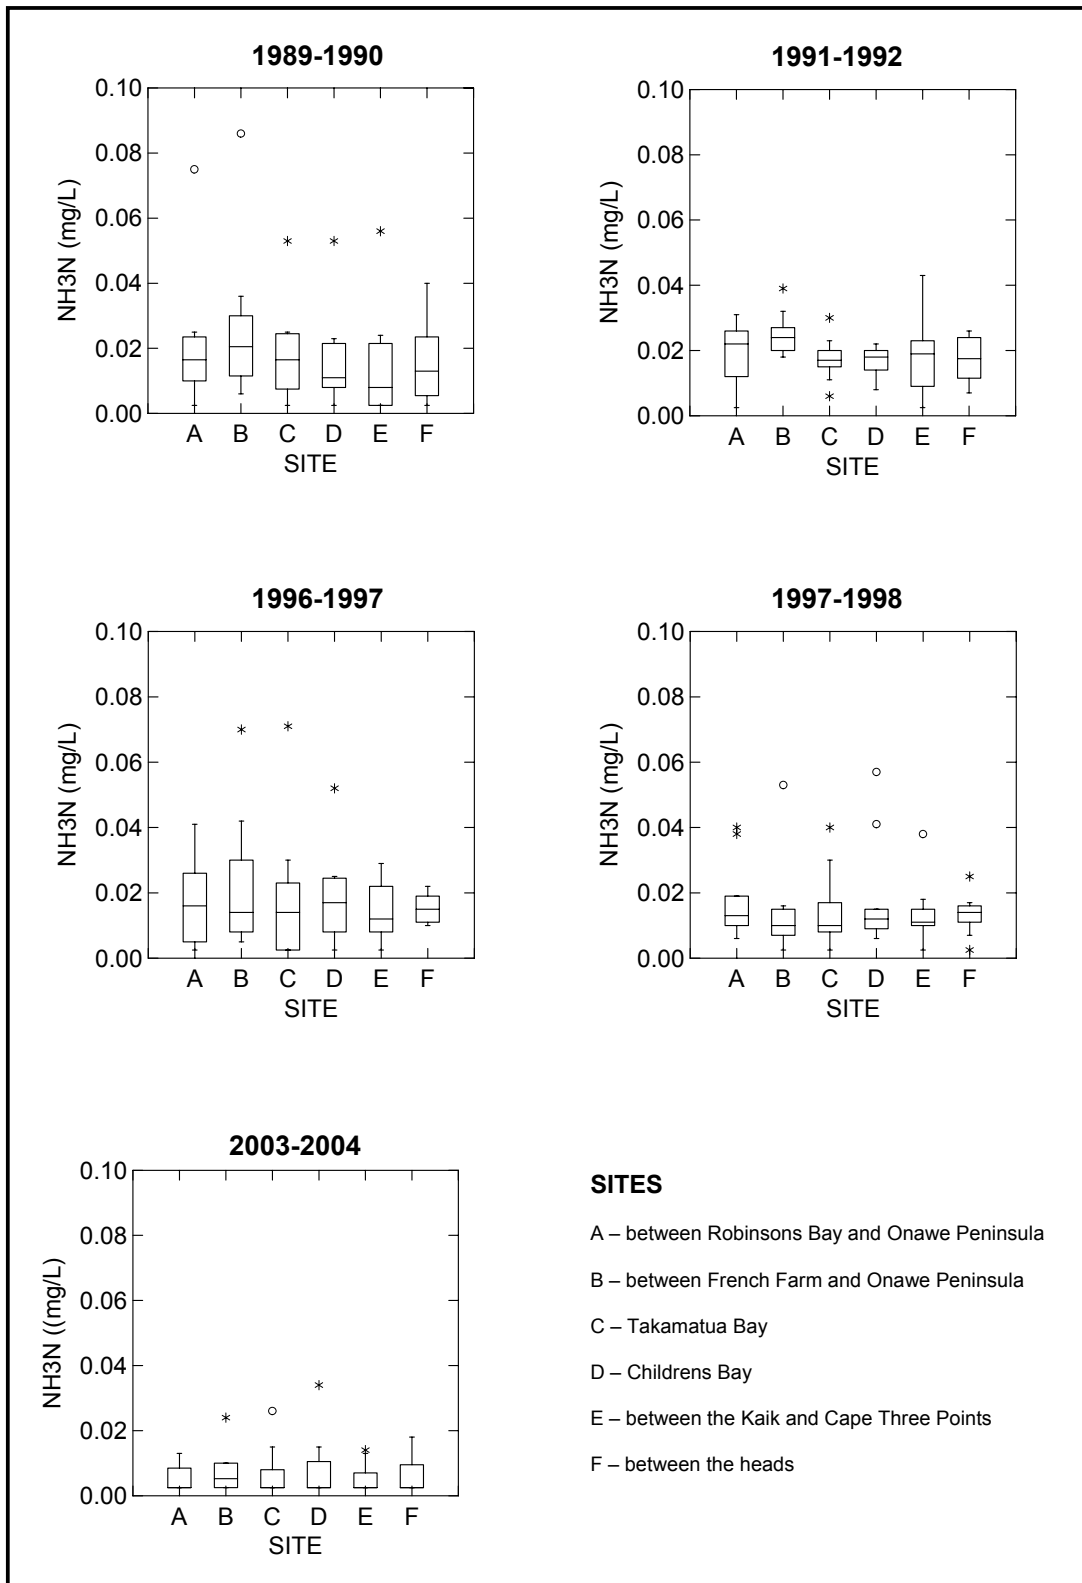 1989-1990
0.10
0.08
0.06
0.04
0.02
0.00
NH3N (mg/L)
A B C D E F
SITE
1991-1992
0.10
0.08
0.06
0.04
0.02
0.00
NH3N (mg/L)
A B C D E F
SITE
1996-1997
0.10
0.08
0.06
0.04
0.02
0.00
NH3N (mg/L)
A B C D E F
SITE
1997-1998
0.10
0.08
0.06
0.04
0.02
0.00
NH3N (mg/L)
A B C D E F
SITE
2003-2004
0.10
0.08
0.06
0.04
0.02
0.00
NH3N ((mg/L)
A B C D E F
SITE
SITES
A – between Robinsons Bay and Onawe Peninsula
B – between French Farm and Onawe Peninsula
C – Takamatua Bay
D – Childrens Bay
E – between the Kaik and Cape Three Points
F – between the heads